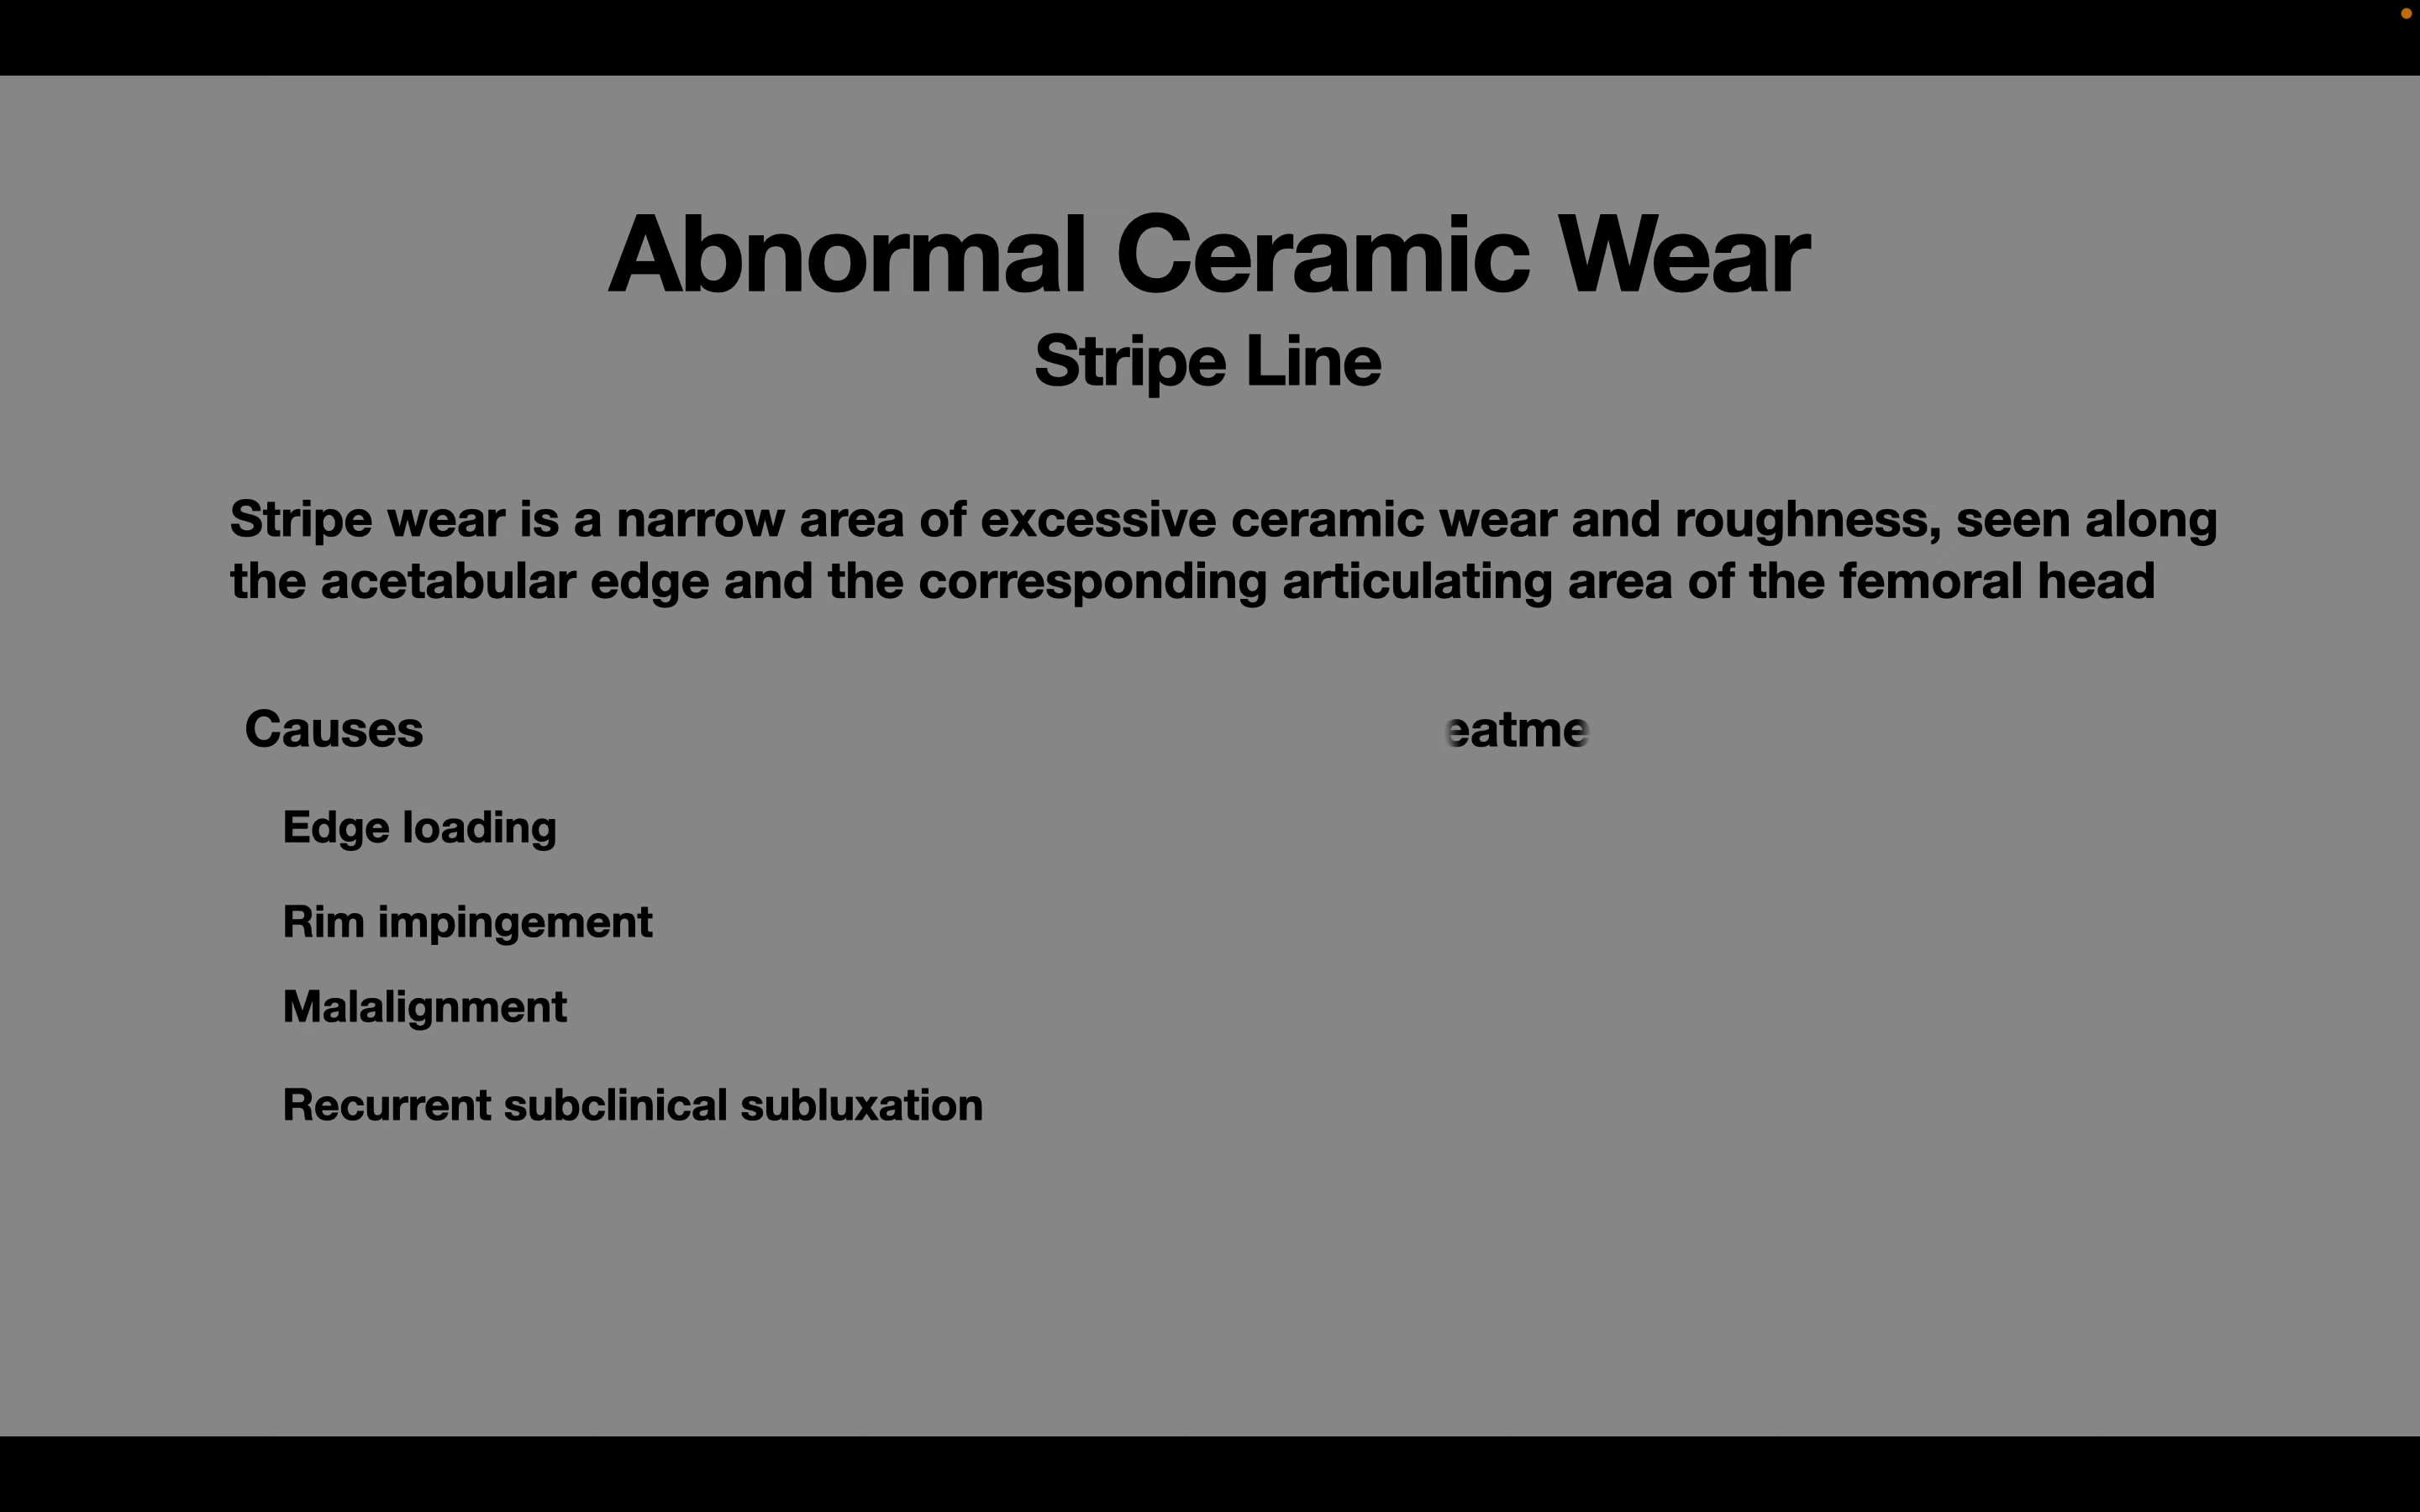 Abnormal Ceramic Wear
Stripe Line
Stripe wear is a narrow area of excessive ceramic wear and roughness, seen along
the acetabular edge and the corresponding articulating area of the femoral head
Causes
eatme
Edge loading
Rim impingement
Malalignment
Recurrent subclinical subluxation